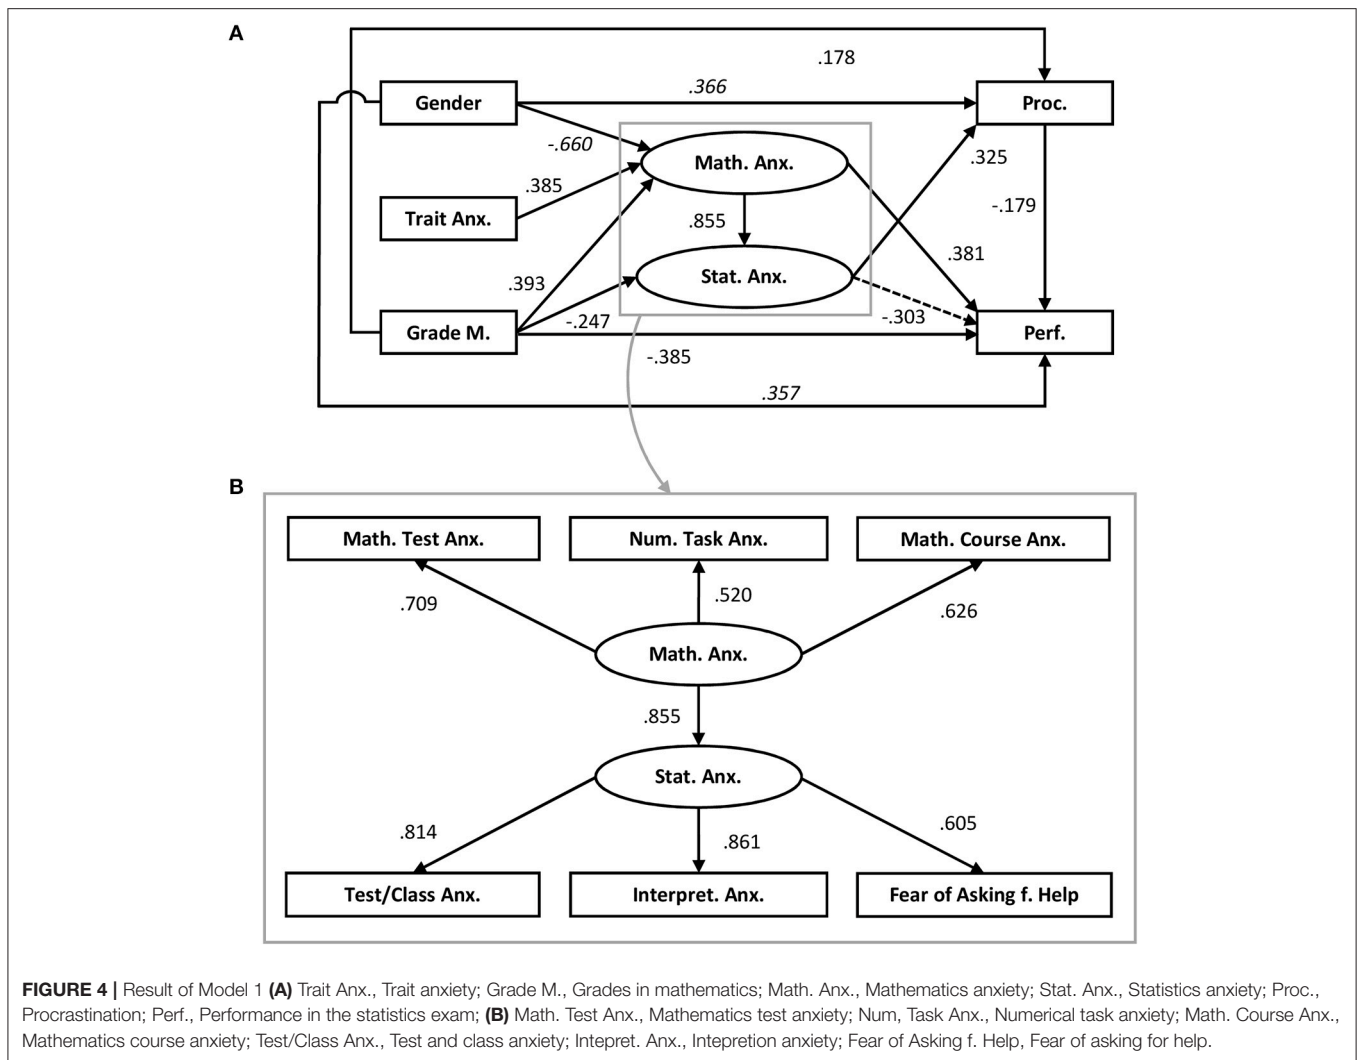 A
.178
Gender
.366
Proc.
-.660
Math. Anx.
.325
.385
Trait Anx.
.855
-.179
.381
Stat. Anx.
.393
-.247
-.303
Grade M.
Perf.
-.385
.357
B
Math. Test Anx.
Num. Task Anx.
Math. Course Anx.
.709
.520
.626
Math. Anx.
.855
Stat. Anx.
.814
.861
.605
Test/Class Anx.
Interpret. Anx.
Fear of Asking f. Help
FIGURE 4 | Result of Model 1 (A) Trait Anx., Trait anxiety; Grade M., Grades in mathematics; Math. Anx., Mathematics anxiety; Stat. Anx., Statistics anxiety; Proc.,
Procrastination; Perf., Performance in the statistics exam; (B) Math. Test Anx., Mathematics test anxiety; Num, Task Anx., Numerical task anxiety; Math. Course Anx.,
Mathematics course anxiety; Test/Class Anx., Test and class anxiety; Intepret. Anx., Intepretion anxiety; Fear of Asking f. Help, Fear of asking for help.